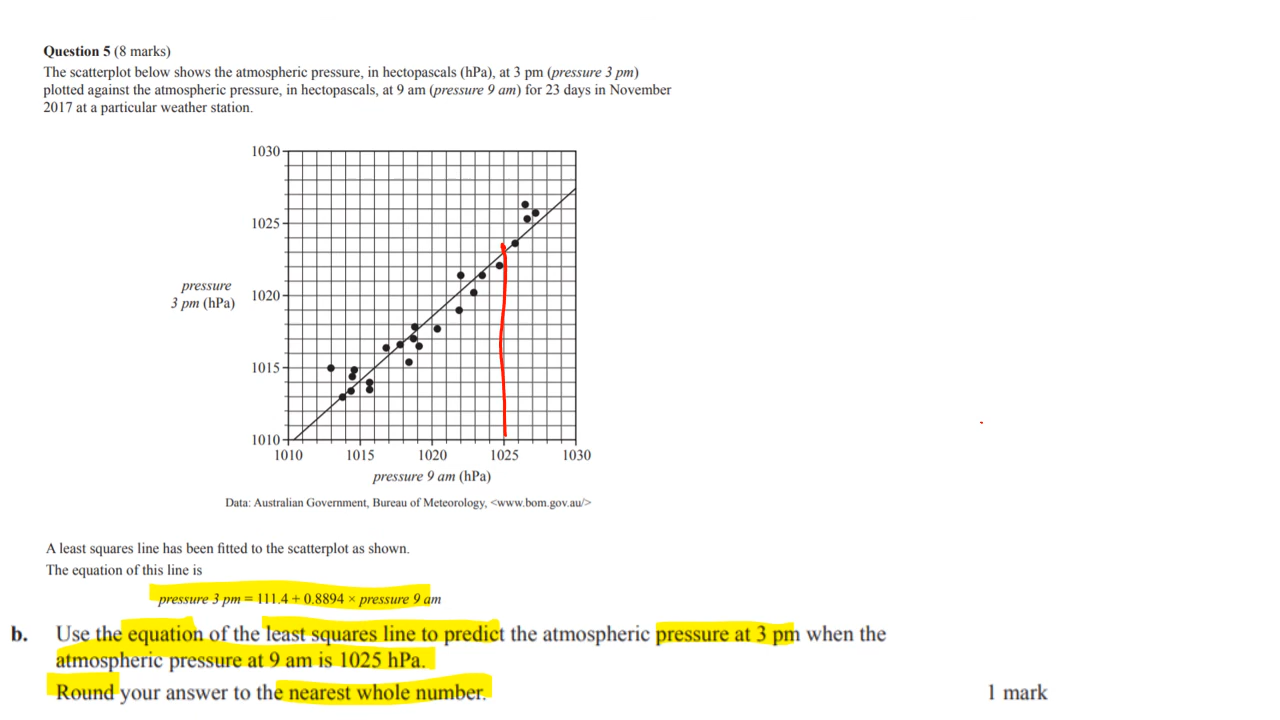 Question 5 (8 marks)
The scatterplot below shows the atmospheric pressure, in hectopascals (hPa), at 3 pm (pressure 3 pm)
plotted against the atmospheric pressure, in hectopascals, at 9 am (pressure 9 am) for 23 days in November
2017 at a particular weather station.
1030
1025
pressure
3 pm (hPa)
1020
1015
1010
1010 1015 1020 1025 1030
pressure 9 am (hPa)
Data: Australian Government, Bureau of Meteorology, <www.bom.gov.au/>
A least squares line has been fitted to the scatterplot as shown.
The equation of this line is
pressure 3 pm = 111.4 + 0.8894 × pressure 9 am
b. Use the equation of the least squares line to predict the atmospheric pressure at 3 pm when the
atmospheric pressure at 9 am is 1025 hPa.
Round your answer to the nearest whole number. 1 mark